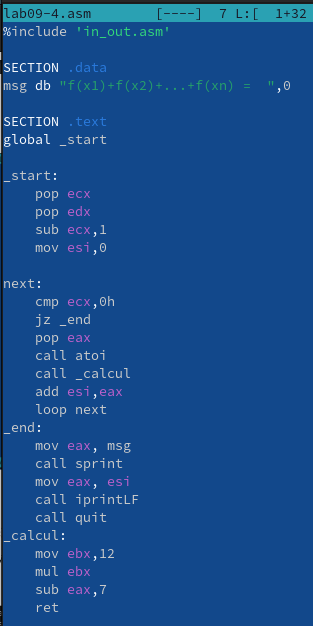 lab09-4.asm [----] 7 L:[ 1+32
%include 'in_out.asm'
SECTION .data
msg db "f(x1)+f(x2)+...+f(xn) =  ",0
SECTION .text
global _start
_start:
pop ecx
pop edx
sub ecx,1
mov esi,0
next:
cmp ecx,0h
jz _end
pop eax
call atoi
call _calcul
add esi,eax
loop next
_end:
mov eax, msg
call sprint
mov eax, esi
call iprintLF
call quit
_calcul:
mov ebx,12
mul ebx
sub eax,7
ret